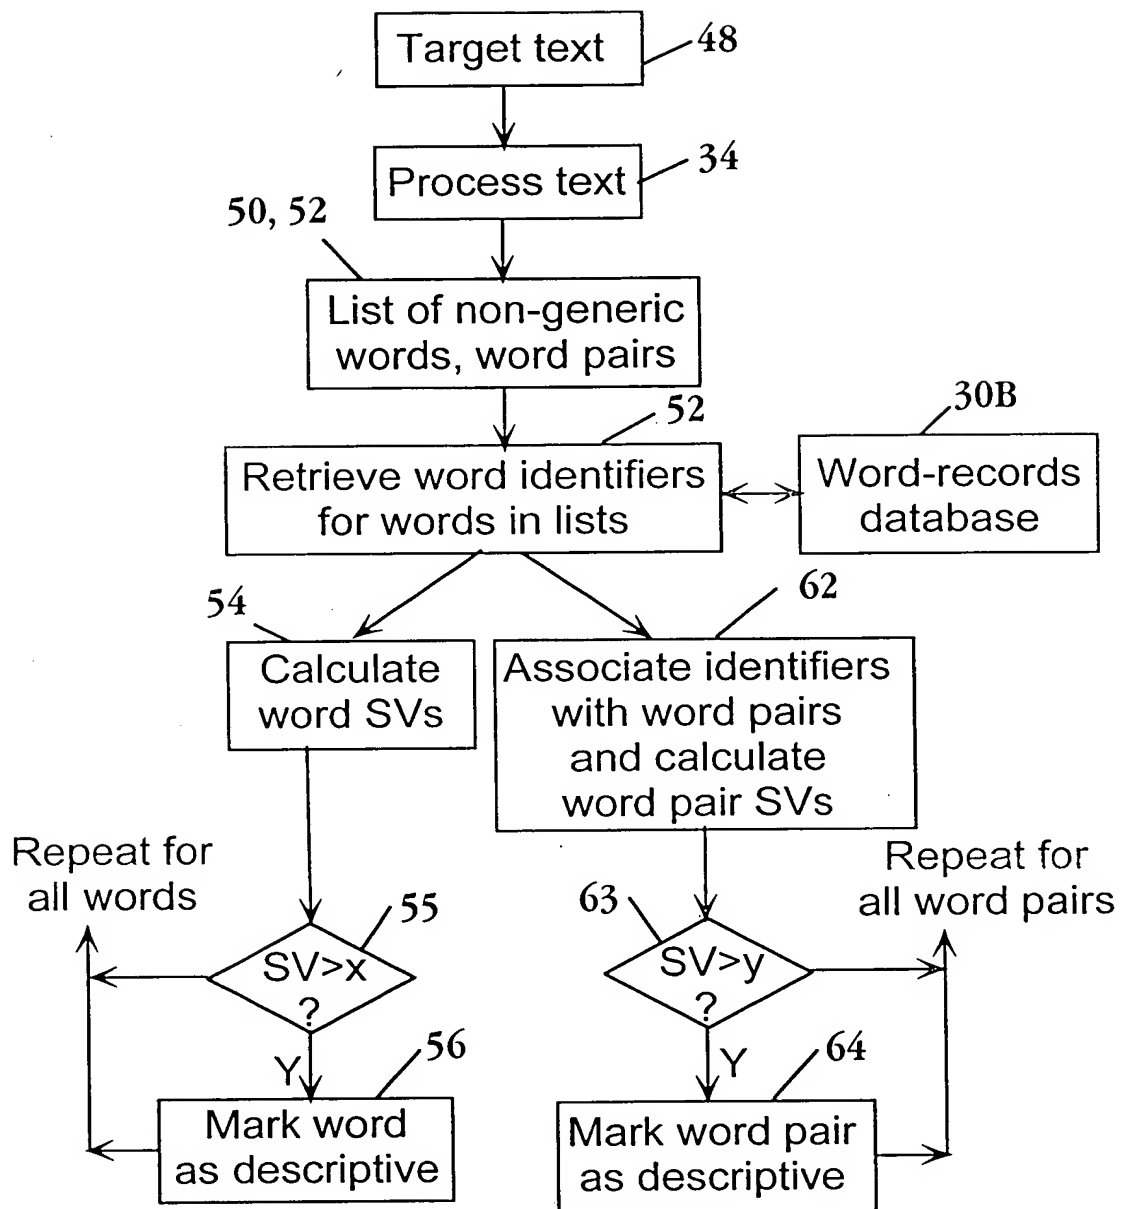 Target text
48
Process text
34
50, 52
List of non-generic
words, word pairs
52
30B
Retrieve word identifiers
for words in lists
Word-records
database
54
62
Calculate
word SVs
Associate identifiers
with word pairs
and calculate
word pair SVs
Repeat for
all words
Repeat for
all word pairs
55
63
SV>x
?
SV>y
?
Y
56
Y
64
Mark word
as descriptive
Mark word pair
as descriptive